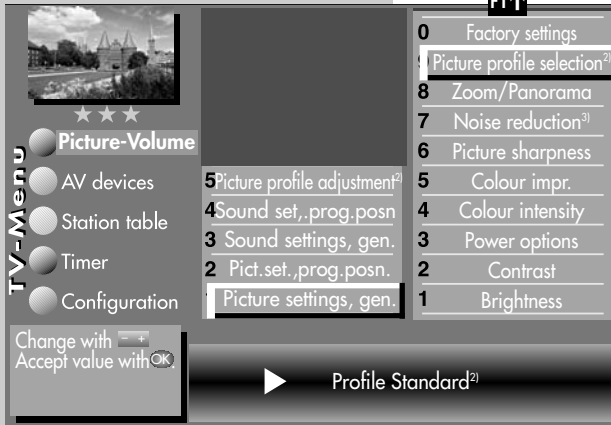 TV-Menu
Picture-Volume
AV devices
Station table
Timer
Configuration
Change with - +
Accept value with OK.
5 Picture profile adjustment2)
4 Sound set,.prog.posn
3 Sound settings, gen.
2 Pict.set.,prog.posn.
Picture settings, gen.
0 Factory settings
9 Picture profile selection2)
8 Zoom/Panorama
7 Noise reduction3)
6 Picture sharpness
5 Colour impr.
4 Colour intensity
3 Power options
2 Contrast
1 Brightness
Profile Standard2)